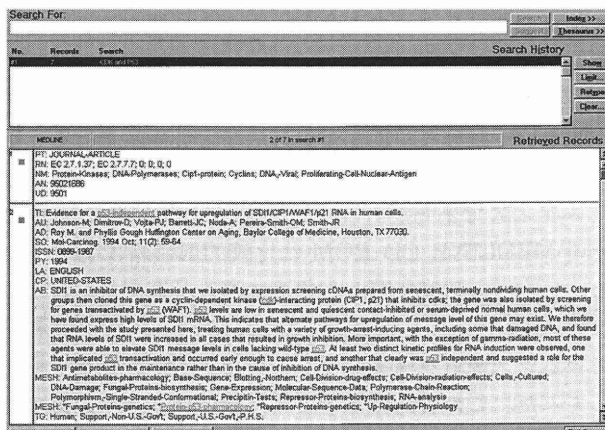 Search For:
Search Index >>
Thesaurus >>
No. Records Search Search History
#1 7 CDK and P53
Show
Limit...
Retype
Clear...
MEDLINE 2 of 7 in search #1 Retrieved Records
1 PT: JOURNAL-ARTICLE
RN: EC 2.7.1.37; EC 2.7.7.7; 0; 0; 0; 0
NM: Protein-Kinases; DNA-Polymerases; Cip1-protein; Cyclins; DNA,-Viral; Proliferating-Cell-Nuclear-Antigen
AN: 95021886
UD: 9501
2 TI: Evidence for a p53-independent pathway for upregulation of SDI1/CIP1/WAF1/p21 RNA in human cells.
AU: Johnson-M; Dimitrov-D; Vojta-PJ; Barrett-JC; Noda-A; Pereira-Smith-OM; Smith-JR
AD: Roy M. and Phyllis Gough Huffington Center on Aging, Baylor College of Medicine, Houston, TX 77030.
SO: Mol-Carcinog. 1994 Oct; 11(2): 59-64
ISSN: 0899-1987
PY: 1994
LA: ENGLISH
CP: UNITED-STATES
AB: SDI1 is an inhibitor of DNA synthesis that we isolated by expression screening cDNAs prepared from senescent, terminally nondividing human cells. Other
groups then cloned this gene as a cyclin-dependent kinase (cdk)-interacting protein (CIP1, p21) that inhibits cdks; the gene was also isolated by screening
for genes transactivated by p53 (WAF1). p53 levels are low in senescent and quiescent contact-inhibited or serum-deprived normal human cells, which we
have found express high levels of SDI1 mRNA. This indicates that alternate pathways for upregulation of message level of this gene may exist. We therefore
proceeded with the study presented here, treating human cells with a variety of growth-arrest-inducing agents, including some that damaged DNA, and found
that RNA levels of SDI1 were increased in all cases that resulted in growth inhibition. More important, with the exception of gamma-radiation, most of these
agents were able to elevate SDI1 message levels in cells lacking wild-type p53. At least two distinct kinetic profiles for RNA induction were observed, one
that implicated p53 transactivation and occurred early enough to cause arrest, and another that clearly was p53 independent and suggested a role for the
SDI1 gene product in the maintenance rather than in the cause of inhibition of DNA synthesis.
MESH: Antimetabolites-pharmacology; Base-Sequence; Blotting,-Northern; Cell-Division-drug-effects; Cell-Division-radiation-effects; Cells,-Cultured;
DNA-Damage; Fungal-Proteins-biosynthesis; Gene-Expression; Molecular-Sequence-Data; Polymerase-Chain-Reaction;
Polymorphism,-Single-Stranded-Conformational; Precipitin-Tests; Repressor-Proteins-biosynthesis; RNA-analysis
MESH: *Fungal-Proteins-genetics; *Protein-p53-pharmacology; *Repressor-Proteins-genetics; *Up-Regulation-Physiology
TG: Human; Support,-Non-U.S.-Gov't; Support,-U.S.-Gov't,-P.H.S.